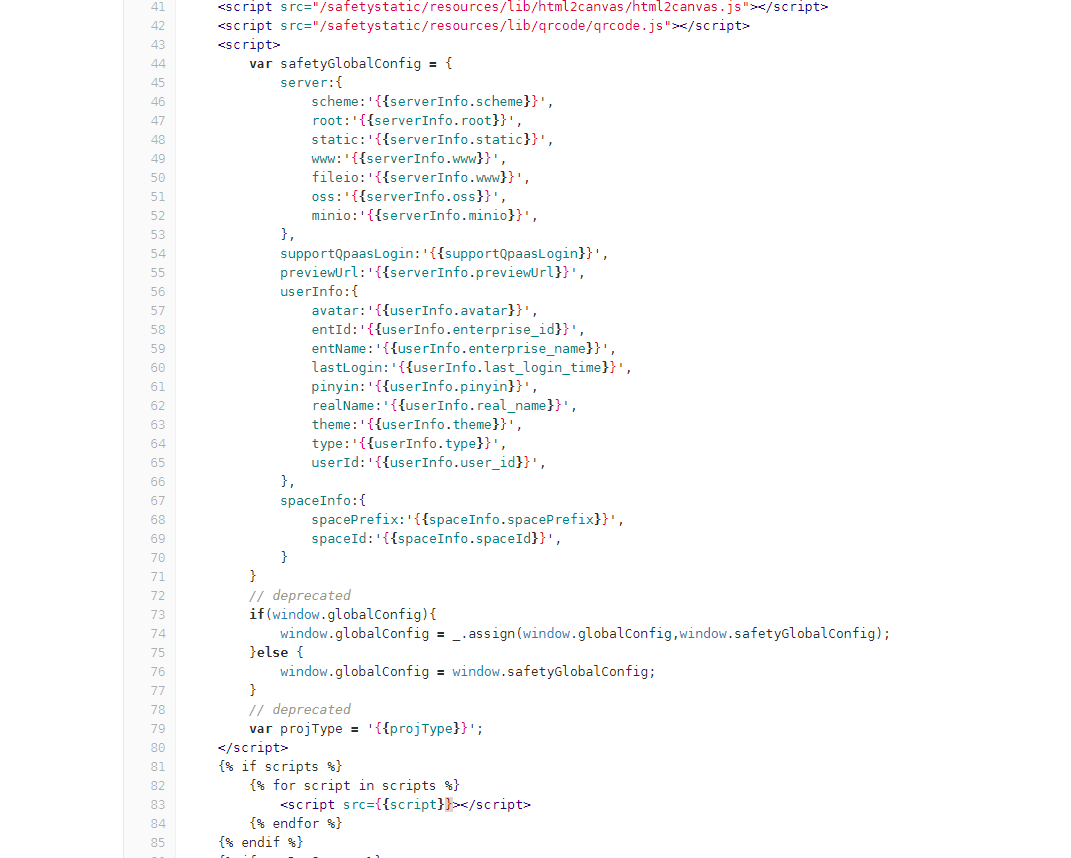 41 <script src="/safetystatic/resources/lib/html2canvas/html2canvas.js"></script>
42 <script src="/safetystatic/resources/lib/qrcode/qrcode.js"></script>
43 <script>
44 var safetyGlobalConfig = {
45 server:{
46 scheme:'{{serverInfo.scheme}}',
47 root:'{{serverInfo.root}}',
48 static:'{{serverInfo.static}}',
49 www:'{{serverInfo.www}}',
50 fileio:'{{serverInfo.www}}',
51 oss:'{{serverInfo.oss}}',
52 minio:'{{serverInfo.minio}}',
53 },
54 supportQpaasLogin:'{{supportQpaasLogin}}',
55 previewUrl:'{{serverInfo.previewUrl}}',
56 userInfo:{
57 avatar:'{{userInfo.avatar}}',
58 entId:'{{userInfo.enterprise_id}}',
59 entName:'{{userInfo.enterprise_name}}',
60 lastLogin:'{{userInfo.last_login_time}}',
61 pinyin:'{{userInfo.pinyin}}',
62 realName:'{{userInfo.real_name}}',
63 theme:'{{userInfo.theme}}',
64 type:'{{userInfo.type}}',
65 userId:'{{userInfo.user_id}}',
66 },
67 spaceInfo:{
68 spacePrefix:'{{spaceInfo.spacePrefix}}',
69 spaceId:'{{spaceInfo.spaceId}}',
70 }
71 }
72 // deprecated
73 if(window.globalConfig){
74 window.globalConfig = _.assign(window.globalConfig,window.safetyGlobalConfig);
75 }else {
76 window.globalConfig = window.safetyGlobalConfig;
77 }
78 // deprecated
79 var projType = '{{projType}}';
80 </script>
81 {% if scripts %}
82 {% for script in scripts %}
83 <script src={{script}}></script>
84 {% endfor %}
85 {% endif %}